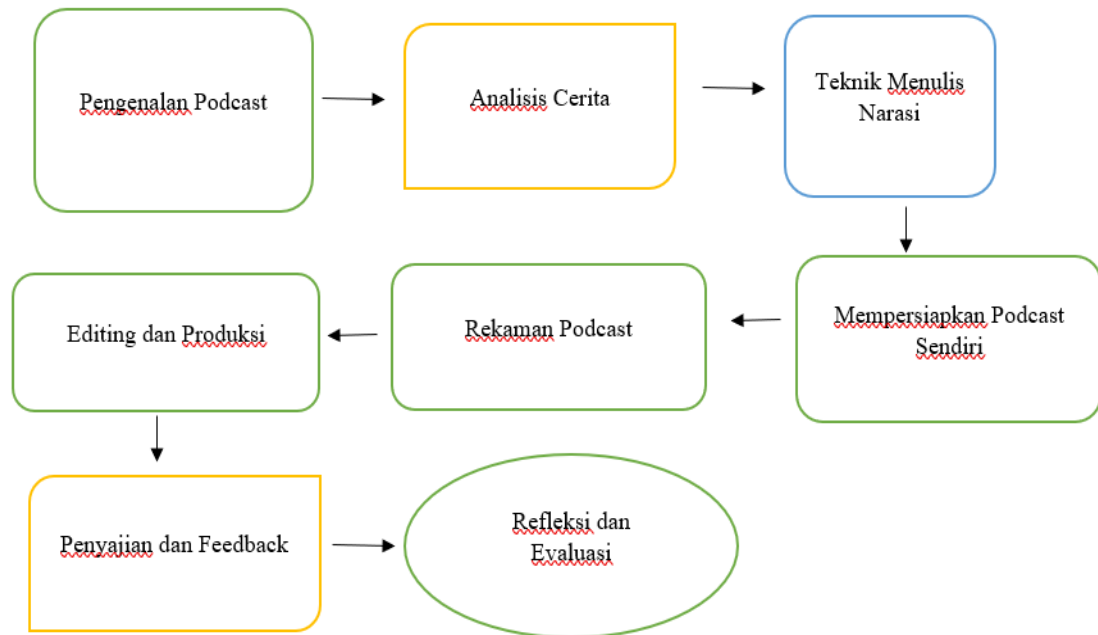 Pengenalan Podcast
Analisis Cerita
Teknik Menulis
Narasi
Mempersiapkan Podcast
Sendiri
Rekaman Podcast
Editing dan Produksi
Penyajian dan Feedback
Refleksi dan
Evaluasi